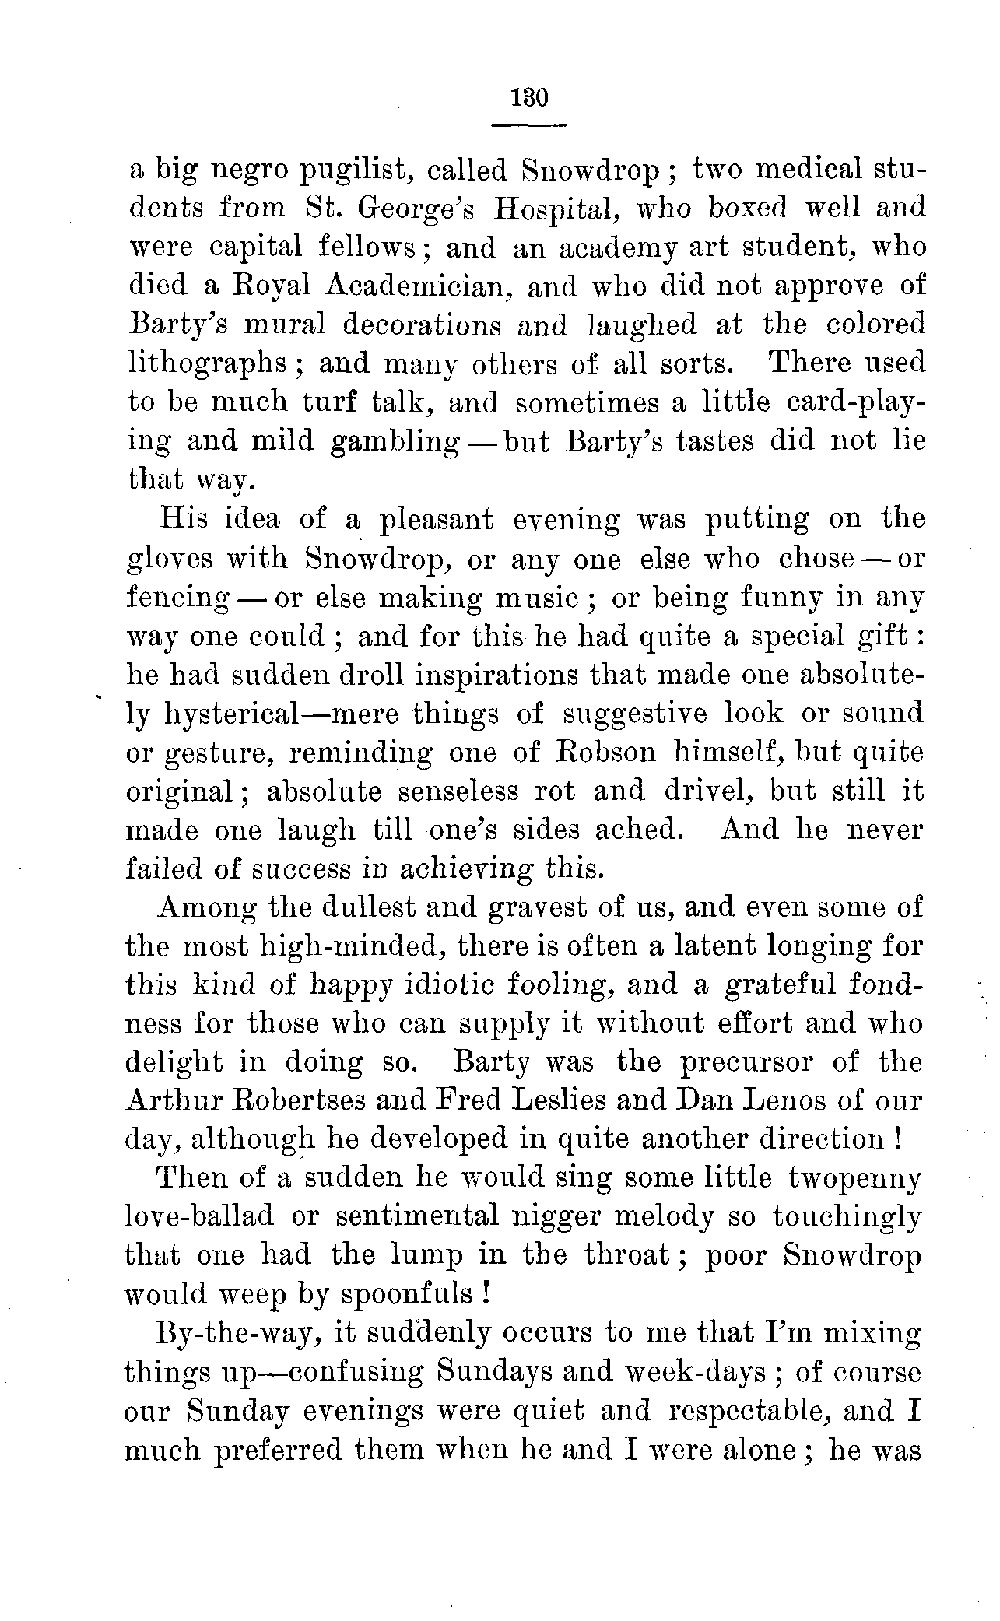 130
a big negro pugilist, called Snowdrop; two medical stu-
dents from St. George's Hospital, who boxed well and
were capital fellows; and an academy art student, who
died a Royal Academician, and who did not approve of
Barty's mural decorations and laughed at the colored
lithographs; and many others of all sorts. There used
to be much turf talk, and sometimes a little card-play-
ing and mild gambling—but Barty's tastes did not lie
that way.
His idea of a pleasant evening was putting on the
gloves with Snowdrop, or any one else who chose—or
fencing—or else making music; or being funny in any
way one could; and for this he had quite a special gift:
he had sudden droll inspirations that made one absolute-
ly hysterical—mere things of suggestive look or sound
or gesture, reminding one of Robson himself, but quite
original; absolute senseless rot and drivel, but still it
made one laugh till one's sides ached. And he never
failed of success in achieving this.
Among the dullest and gravest of us, and even some of
the most high-minded, there is often a latent longing for
this kind of happy idiotic fooling, and a grateful fond-
ness for those who can supply it without effort and who
delight in doing so. Barty was the precursor of the
Arthur Robertses and Fred Leslies and Dan Lenos of our
day, although he developed in quite another direction!
Then of a sudden he would sing some little twopenny
love-ballad or sentimental nigger melody so touchingly
that one had the lump in the throat; poor Snowdrop
would weep by spoonfuls!
By-the-way, it suddenly occurs to me that I'm mixing
things up—confusing Sundays and week-days; of course
our Sunday evenings were quiet and respectable, and I
much preferred them when he and I were alone; he was